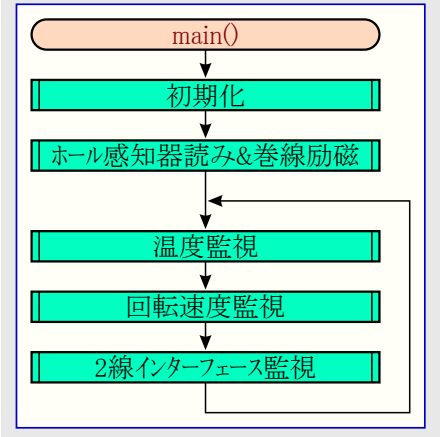 main()
初期化
ホール感知器読み&巻線励磁
温度監視
回転速度監視
2線インターフェース監視